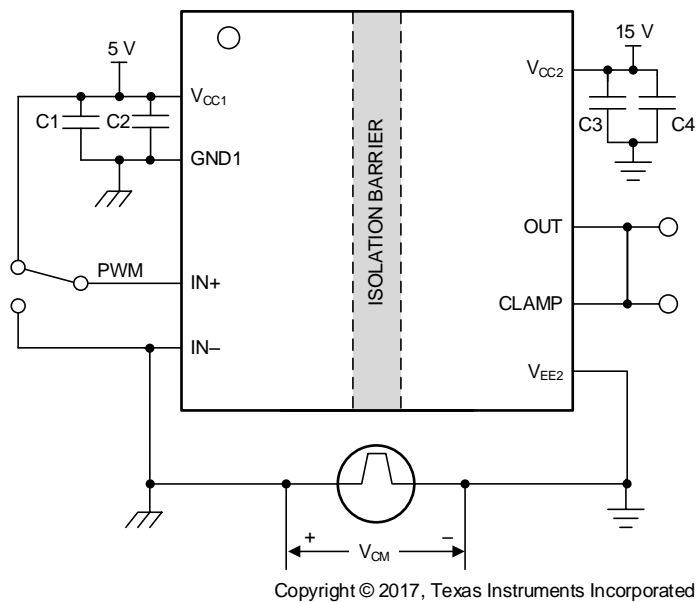 5 V
15 V
VCC1
VCC2
C1
C2
C3
C4
GND1
ISOLATION BARRIER
OUT
PWM
IN+
CLAMP
IN–
VEE2
+
–
VCM
Copyright © 2017, Texas Instruments Incorporated